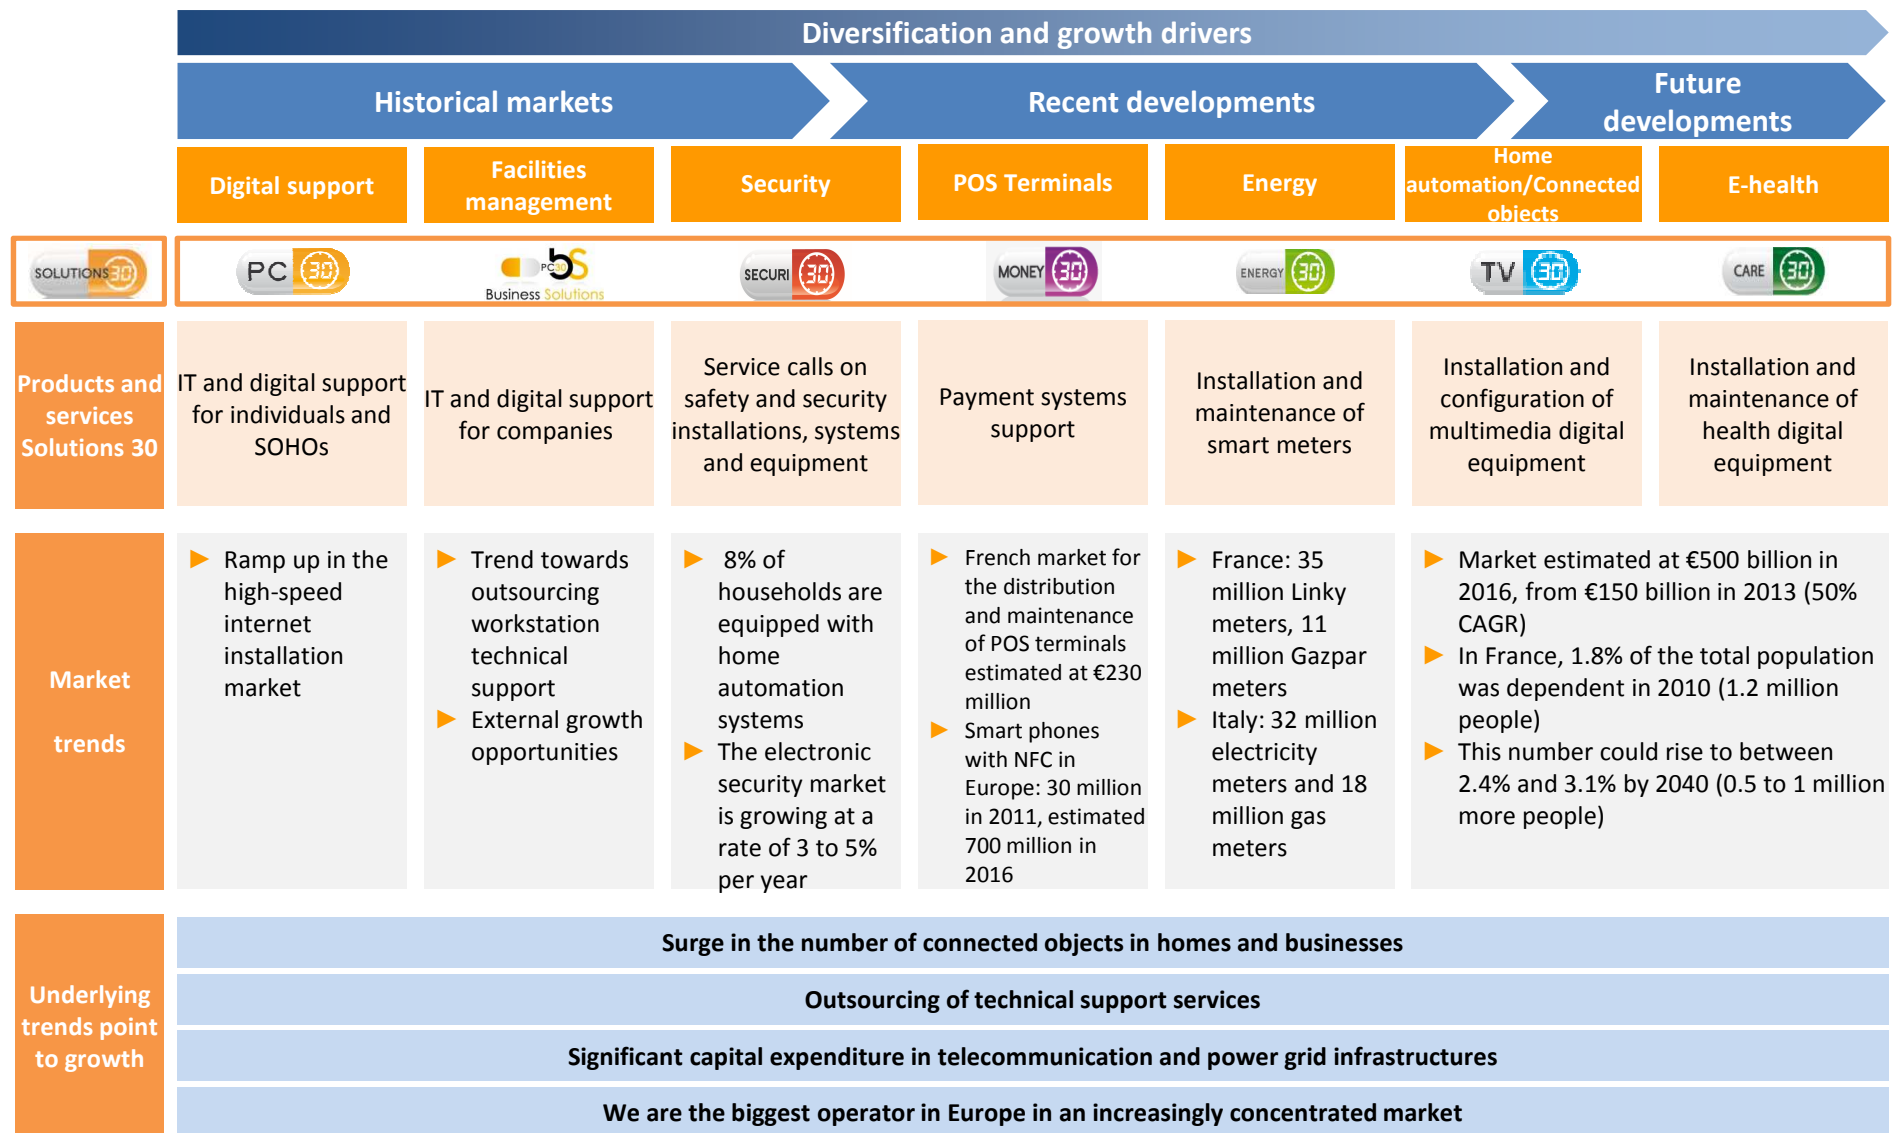 Diversification and growth drivers
Historical markets
Recent developments
Future
developments
Digital support
Facilities
management
Security
POS Terminals
Energy
Home
automation/Connected
objects
E-health
SOLUTIONS 30
PC 30
PC30 bS
Business Solutions
SECURI 30
MONEY 30
ENERGY 30
TV 30
CARE 30
Products and
services
Solutions 30
IT and digital support
for individuals and
SOHOs
IT and digital support
for companies
Service calls on
safety and security
installations, systems
and equipment
Payment systems
support
Installation and
maintenance of
smart meters
Installation and
configuration of
multimedia digital
equipment
Installation and
maintenance of
health digital
equipment
Market
trends
► Ramp up in the
high-speed
internet
installation
market
► Trend towards
outsourcing
workstation
technical
support
► External growth
opportunities
► 8% of
households are
equipped with
home
automation
systems
► The electronic
security market
is growing at a
rate of 3 to 5%
per year
► French market for
the distribution
and maintenance
of POS terminals
estimated at €230
million
► Smart phones
with NFC in
Europe: 30 million
in 2011, estimated
700 million in
2016
► France: 35
million Linky
meters, 11
million Gazpar
meters
► Italy: 32 million
electricity
meters and 18
million gas
meters
► Market estimated at €500 billion in
2016, from €150 billion in 2013 (50%
CAGR)
► In France, 1.8% of the total population
was dependent in 2010 (1.2 million
people)
► This number could rise to between
2.4% and 3.1% by 2040 (0.5 to 1 million
more people)
Underlying
trends point
to growth
Surge in the number of connected objects in homes and businesses
Outsourcing of technical support services
Significant capital expenditure in telecommunication and power grid infrastructures
We are the biggest operator in Europe in an increasingly concentrated market